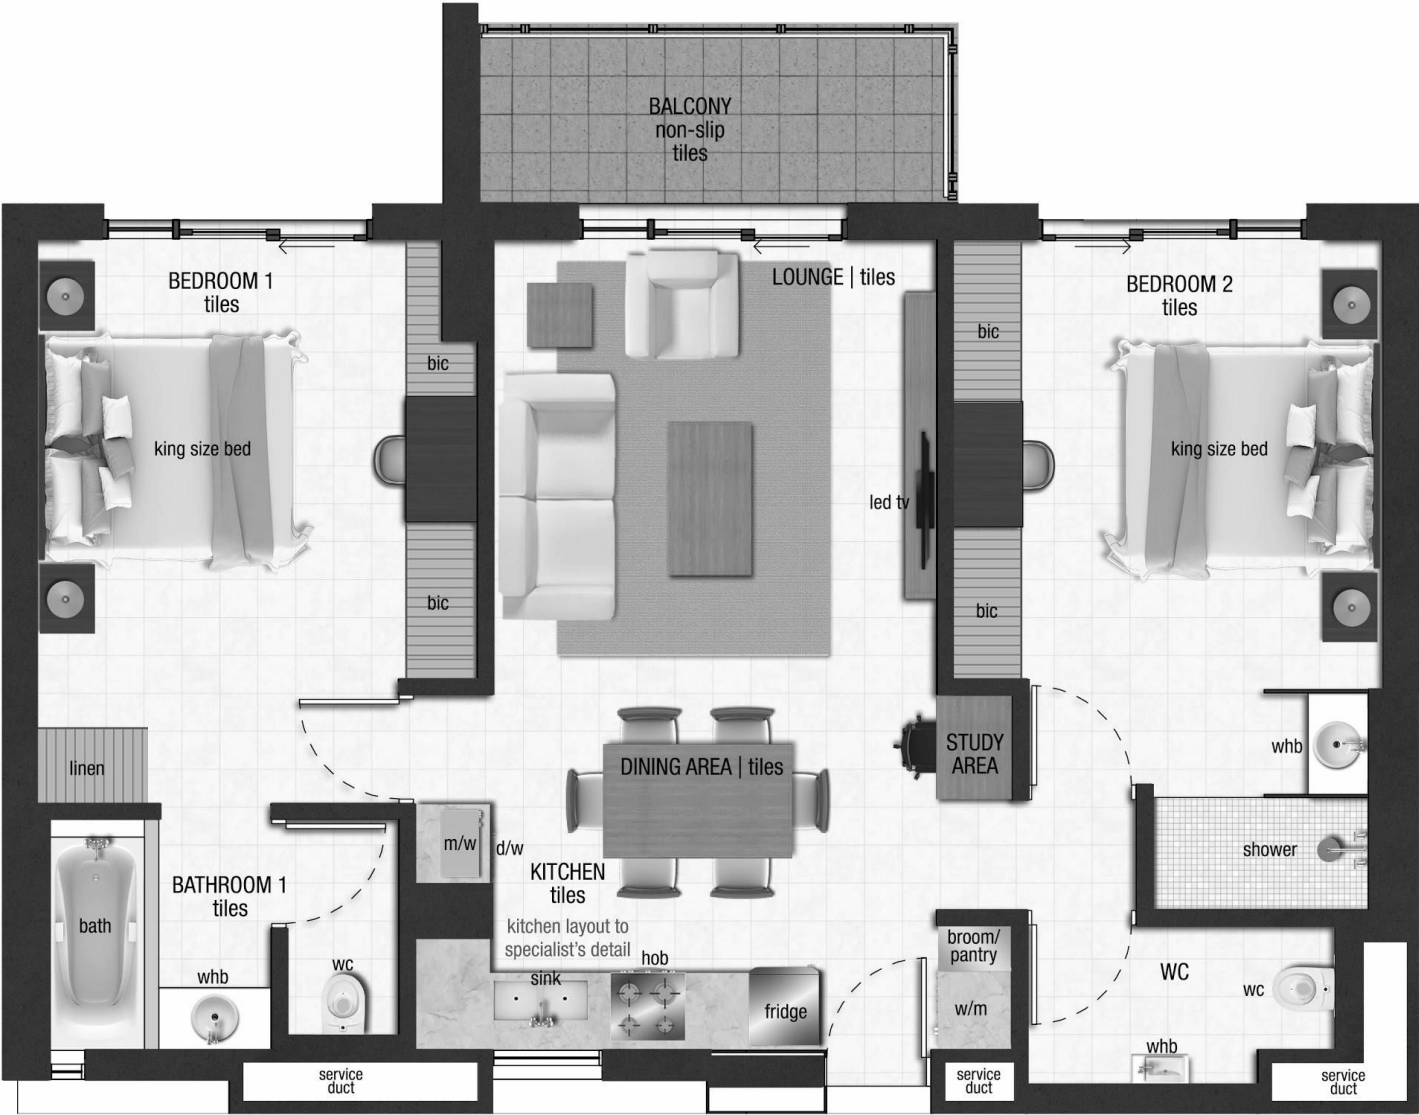 BALCONY
non-slip
tiles
BEDROOM 1
tiles
LOUNGE | tiles
BEDROOM 2
tiles
bic
bic
king size bed
led tv
king size bed
bic
bic
linen
DINING AREA | tiles
STUDY
AREA
whb
m/w
d/w
shower
BATHROOM 1
tiles
KITCHEN
tiles
bath
kitchen layout to
specialist's detail
broom/
pantry
whb
wc
sink
hob
fridge
w/m
WC
wc
whb
service
duct
service
duct
service
duct